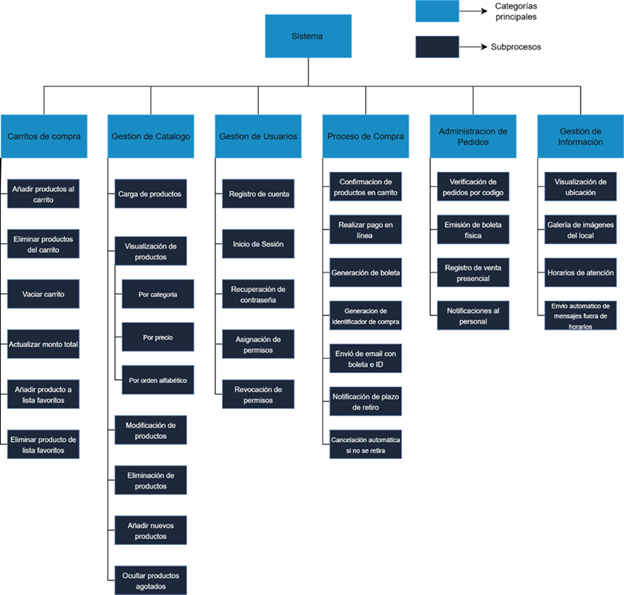 Categorías
principales
Subprocesos
Sistema
Carritos de compra
Gestion de Catalogo
Gestion de Usuarios
Proceso de Compra
Administracion de
Pedidos
Gestión de
Información
Añadir productos al
carrito
Eliminar productos
del carrito
Vaciar carrito
Actualizar monto total
Añadir producto a
lista favoritos
Eliminar producto de
lista favoritos
Carga de productos
Visualización de
productos
Por categoria
Por precio
Por orden alfabético
Modificación de
productos
Eliminación de
productos
Añadir nuevos
productos
Ocultar productos
agotados
Registro de cuenta
Inicio de Sesión
Recuperación de
contraseña
Asignación de
permisos
Revocación de
permisos
Confirmacion de
productos en carrito
Realizar pago en
línea
Generación de boleta
Generacion de
identificador de compra
Envió de email con
boleta e ID
Notificación de plazo
de retiro
Cancelación automática
si no se retira
Verificación de
pedidos por codigo
Emisión de boleta
física
Registro de venta
presencial
Notificaciones al
personal
Visualización de
ubicación
Galería de imágenes
del local
Horarios de atención
Envio automatico de
mensajes fuera de
horarios